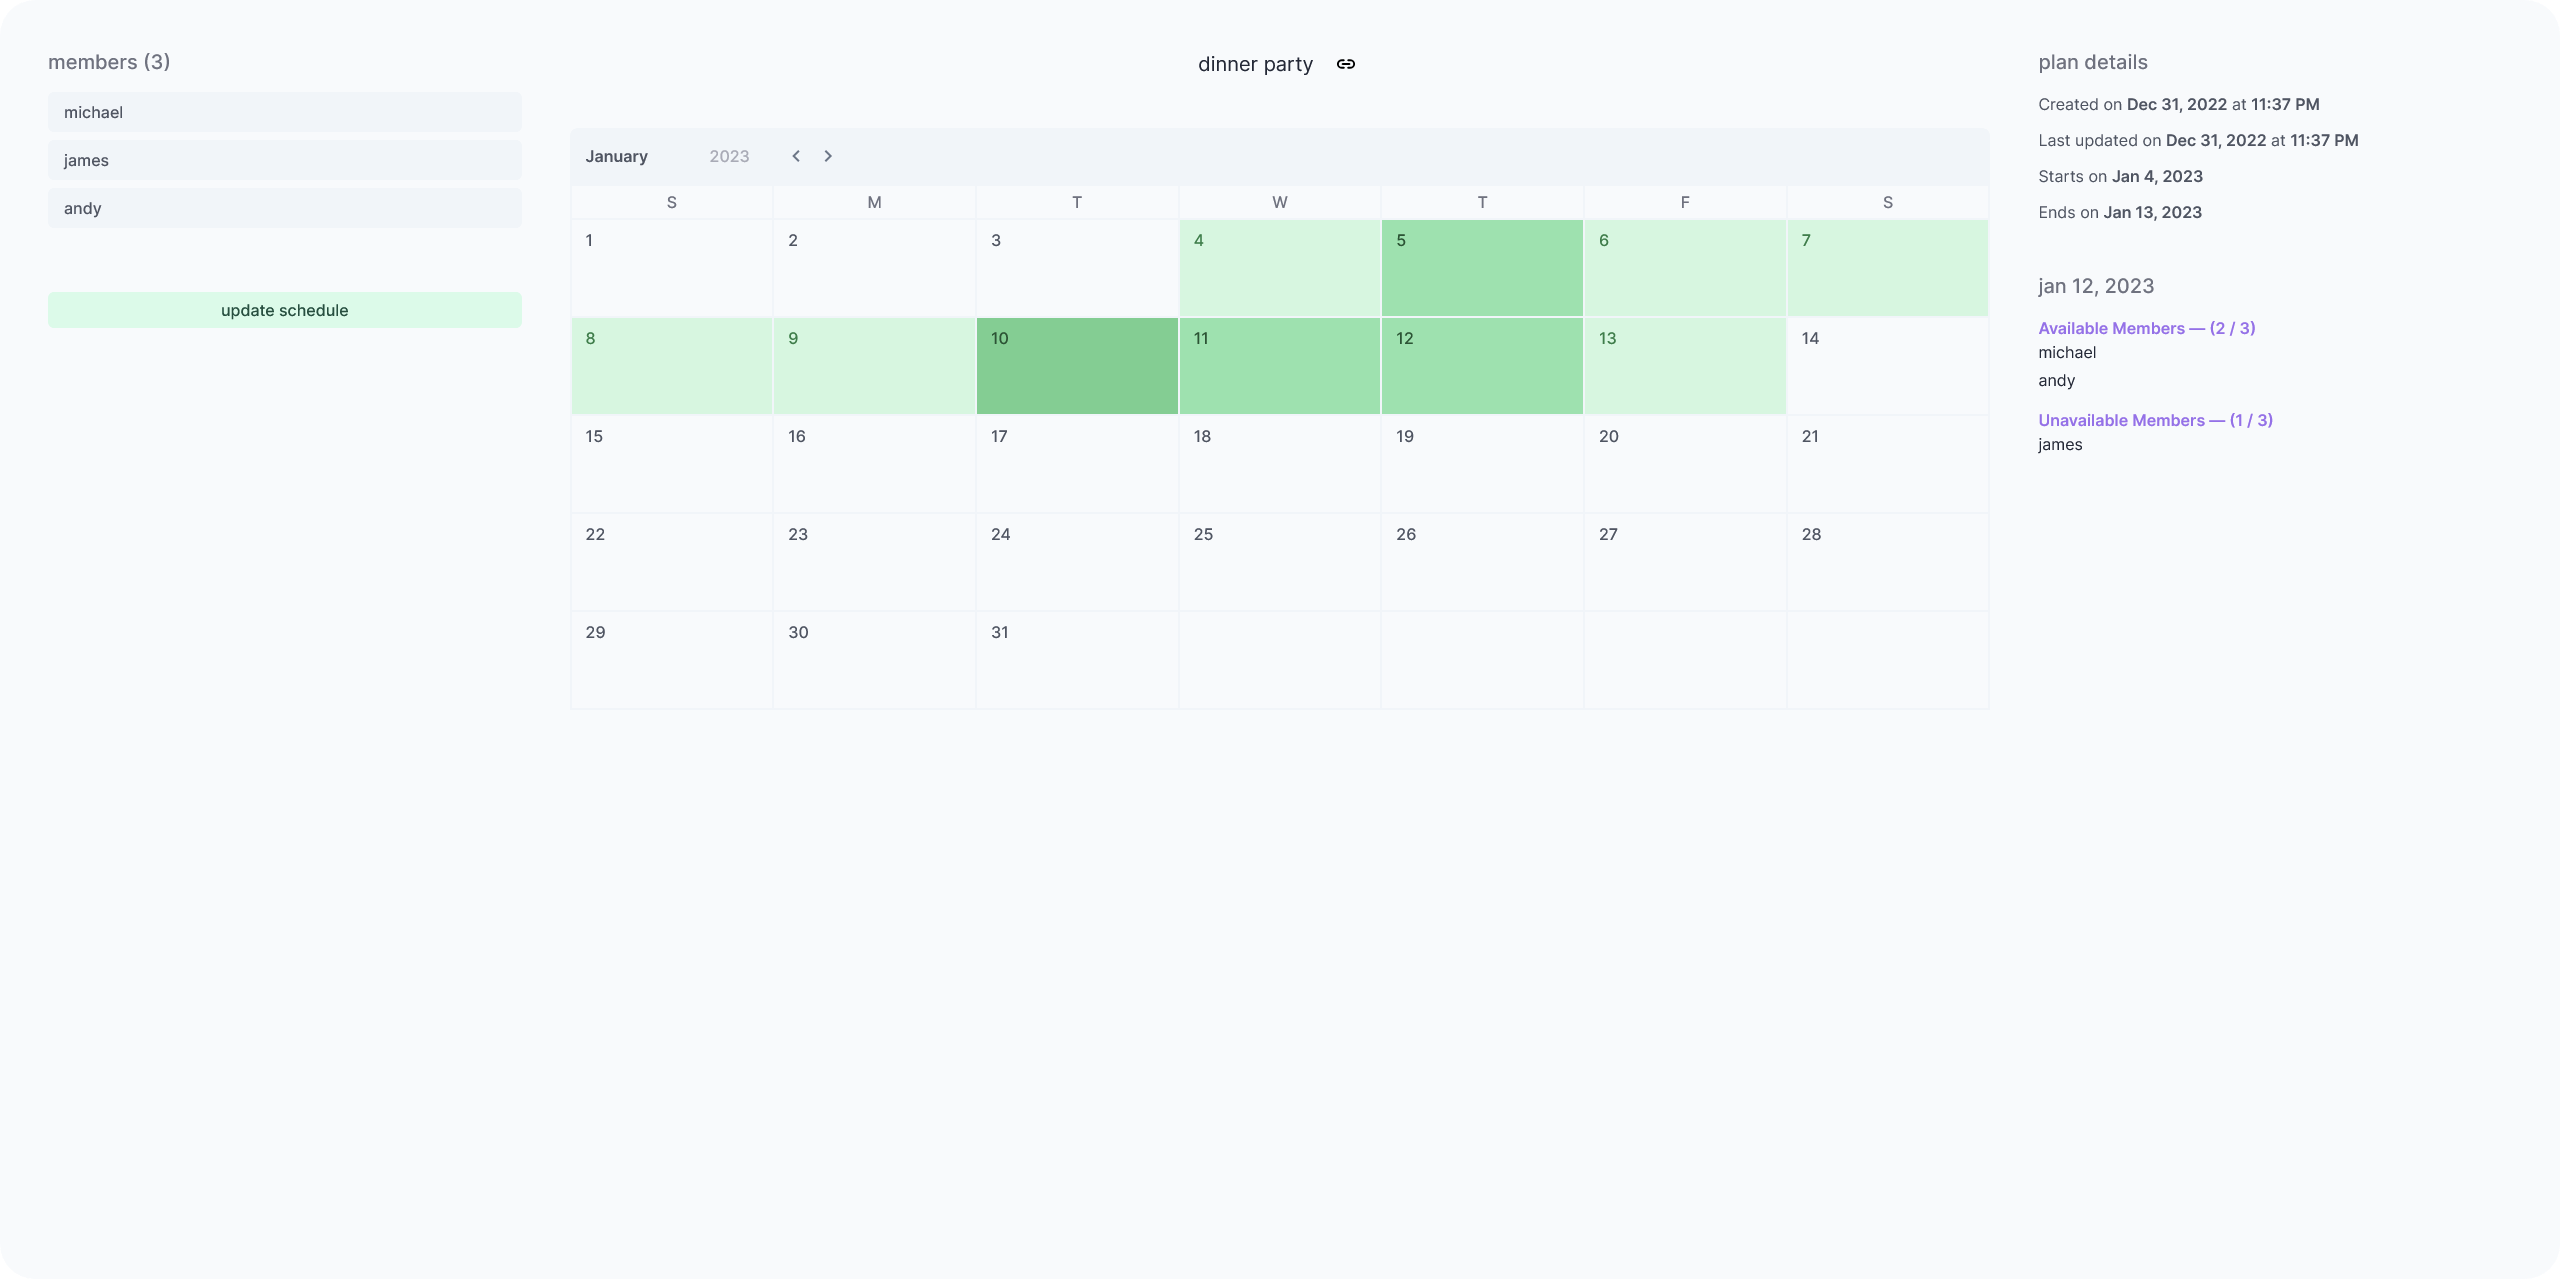 members (3)
michael
james
andy
update schedule
dinner party
January 2023
S M T W T F S
1 2 3 4 5 6 7
8 9 10 11 12 13 14
15 16 17 18 19 20 21
22 23 24 25 26 27 28
29 30 31
plan details
Created on Dec 31, 2022 at 11:37 PM
Last updated on Dec 31, 2022 at 11:37 PM
Starts on Jan 4, 2023
Ends on Jan 13, 2023
jan 12, 2023
Available Members — (2 / 3)
michael
andy
Unavailable Members — (1 / 3)
james